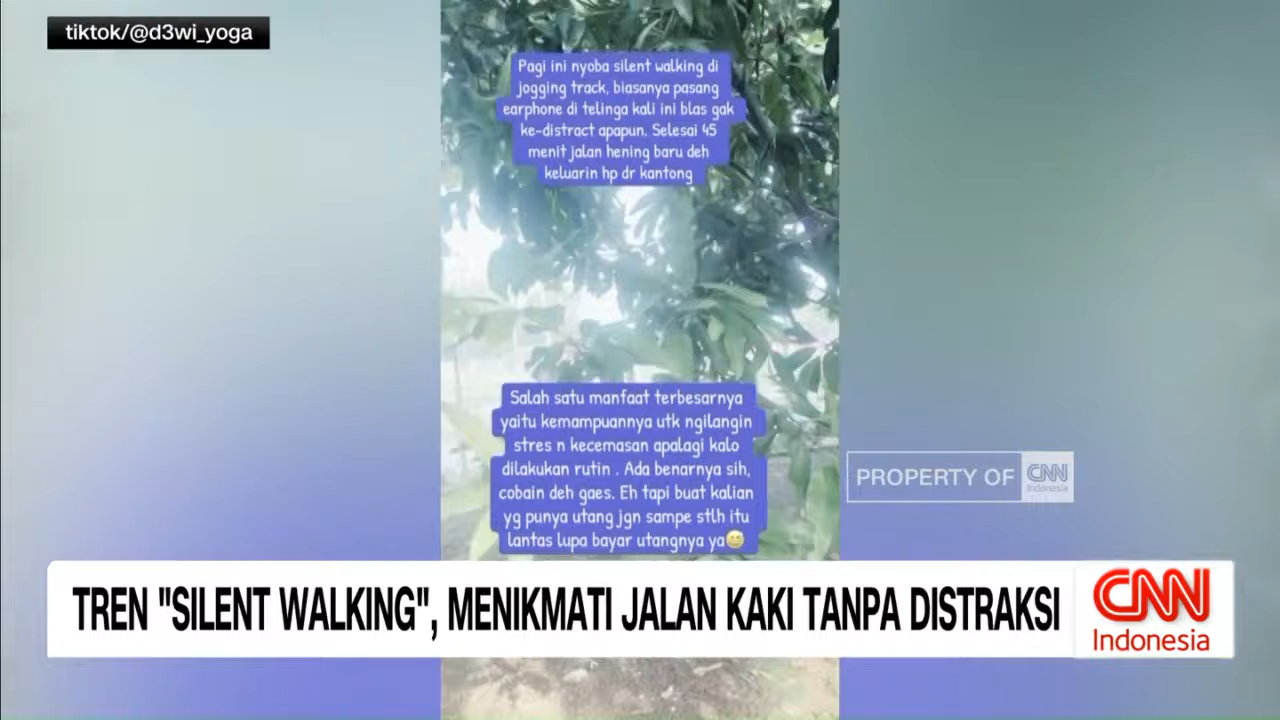 tiktok/@d3wi_yoga
Pagi ini nyoba silent walking di
jogging track, biasanya pasang
earphone di telinga kali ini blas gak
ke-distract apapun. Selesai 45
menit jalan hening baru deh
keluarin hp dr kantong
Salah satu manfaat terbesarnya
yaitu kemampuannya utk ngilangin
stres n kecemasan apalagi kalo
dilakukan rutin . Ada benarnya sih,
cobain deh gaes. Eh tapi buat kalian
yg punya utang jgn sampe stlh itu
lantas lupa bayar utangnya ya😅
PROPERTY OF CNN
Indonesia
TREN "SILENT WALKING", MENIKMATI JALAN KAKI TANPA DISTRAKSI
CNN
Indonesia